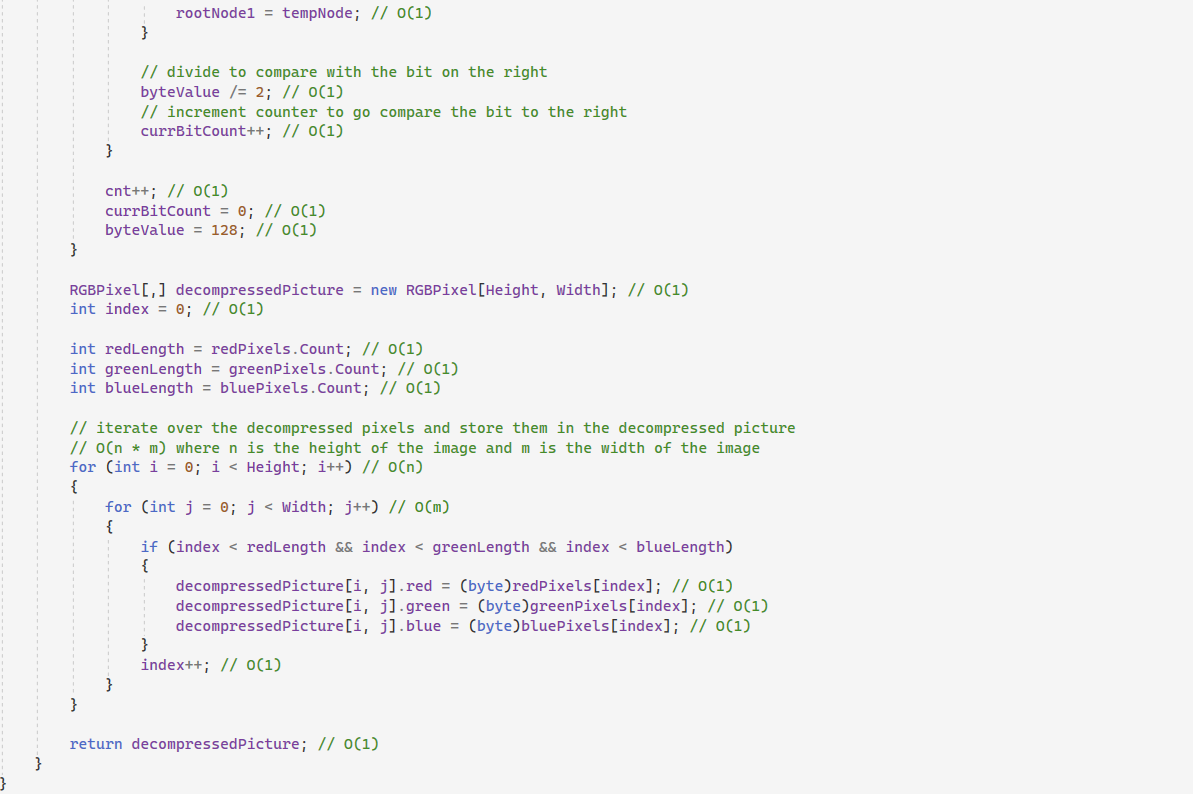 rootNode1 = tempNode; // O(1)
}
// divide to compare with the bit on the right
byteValue /= 2; // O(1)
// increment counter to go compare the bit to the right
currBitCount++; // O(1)
}
cnt++; // O(1)
currBitCount = 0; // O(1)
byteValue = 128; // O(1)
}
RGBPixel[,] decompressedPicture = new RGBPixel[Height, Width]; // O(1)
int index = 0; // O(1)
int redLength = redPixels.Count; // O(1)
int greenLength = greenPixels.Count; // O(1)
int blueLength = bluePixels.Count; // O(1)
// iterate over the decompressed pixels and store them in the decompressed picture
// O(n * m) where n is the height of the image and m is the width of the image
for (int i = 0; i < Height; i++) // O(n)
{
for (int j = 0; j < Width; j++) // O(m)
{
if (index < redLength && index < greenLength && index < blueLength)
{
decompressedPicture[i, j].red = (byte)redPixels[index]; // O(1)
decompressedPicture[i, j].green = (byte)greenPixels[index]; // O(1)
decompressedPicture[i, j].blue = (byte)bluePixels[index]; // O(1)
}
index++; // O(1)
}
}
return decompressedPicture; // O(1)
}
}